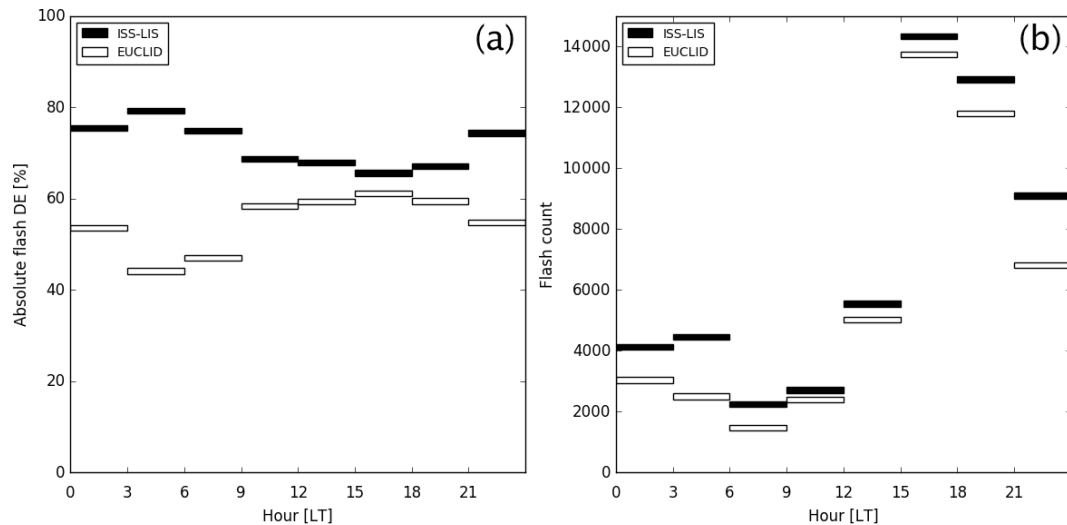 100
80
60
40
20
0
Absolute flash DE [%]
ISS-LIS
EUCLID
(a)
0 3 6 9 12 15 18 21
Hour [LT]
14000
12000
10000
8000
6000
4000
2000
0
Flash count
ISS-LIS
EUCLID
(b)
0 3 6 9 12 15 18 21
Hour [LT]